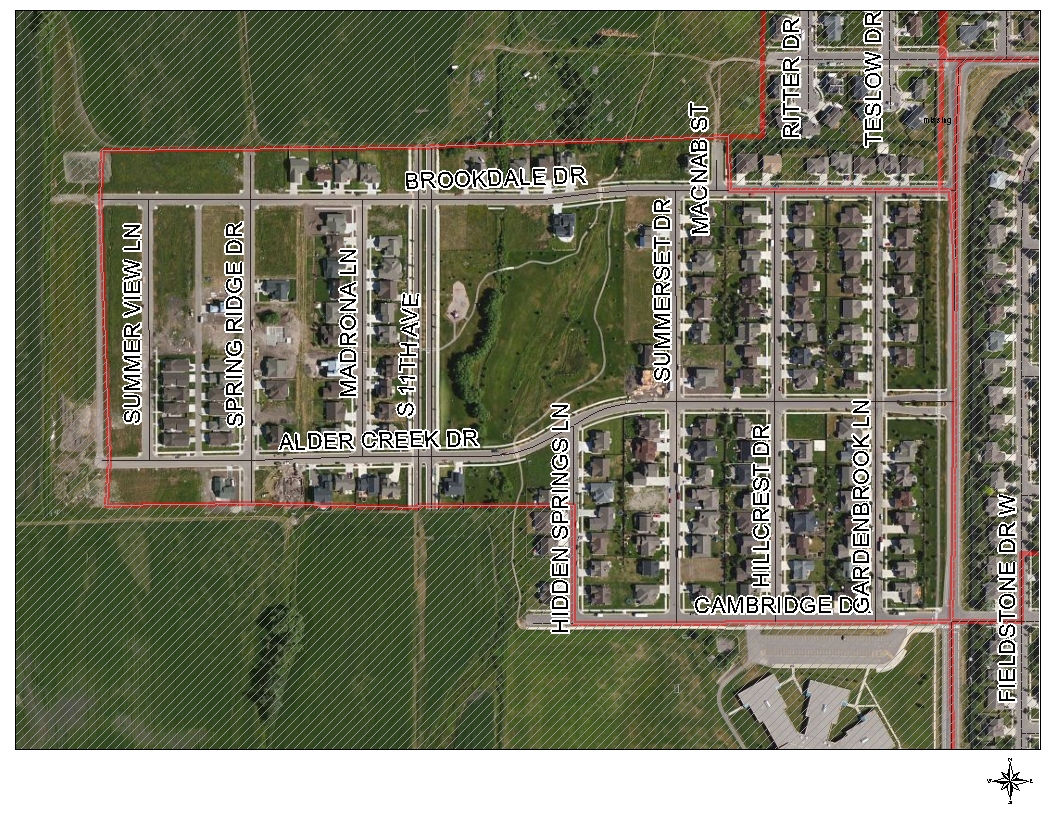 RITTER DR
TESLOW DR
missing
MACNAB ST
BROOKDALE DR
SUMMER VIEW LN
SPRING RIDGE DR
MADRONA LN
S 11TH AVE
SUMMERSET DR
ALDER CREEK DR
HIDDEN SPRINGS LN
HILLCREST DR
GARDENBROOK LN
FIELDSTONE DR W
CAMBRIDGE D
N
W
E
S